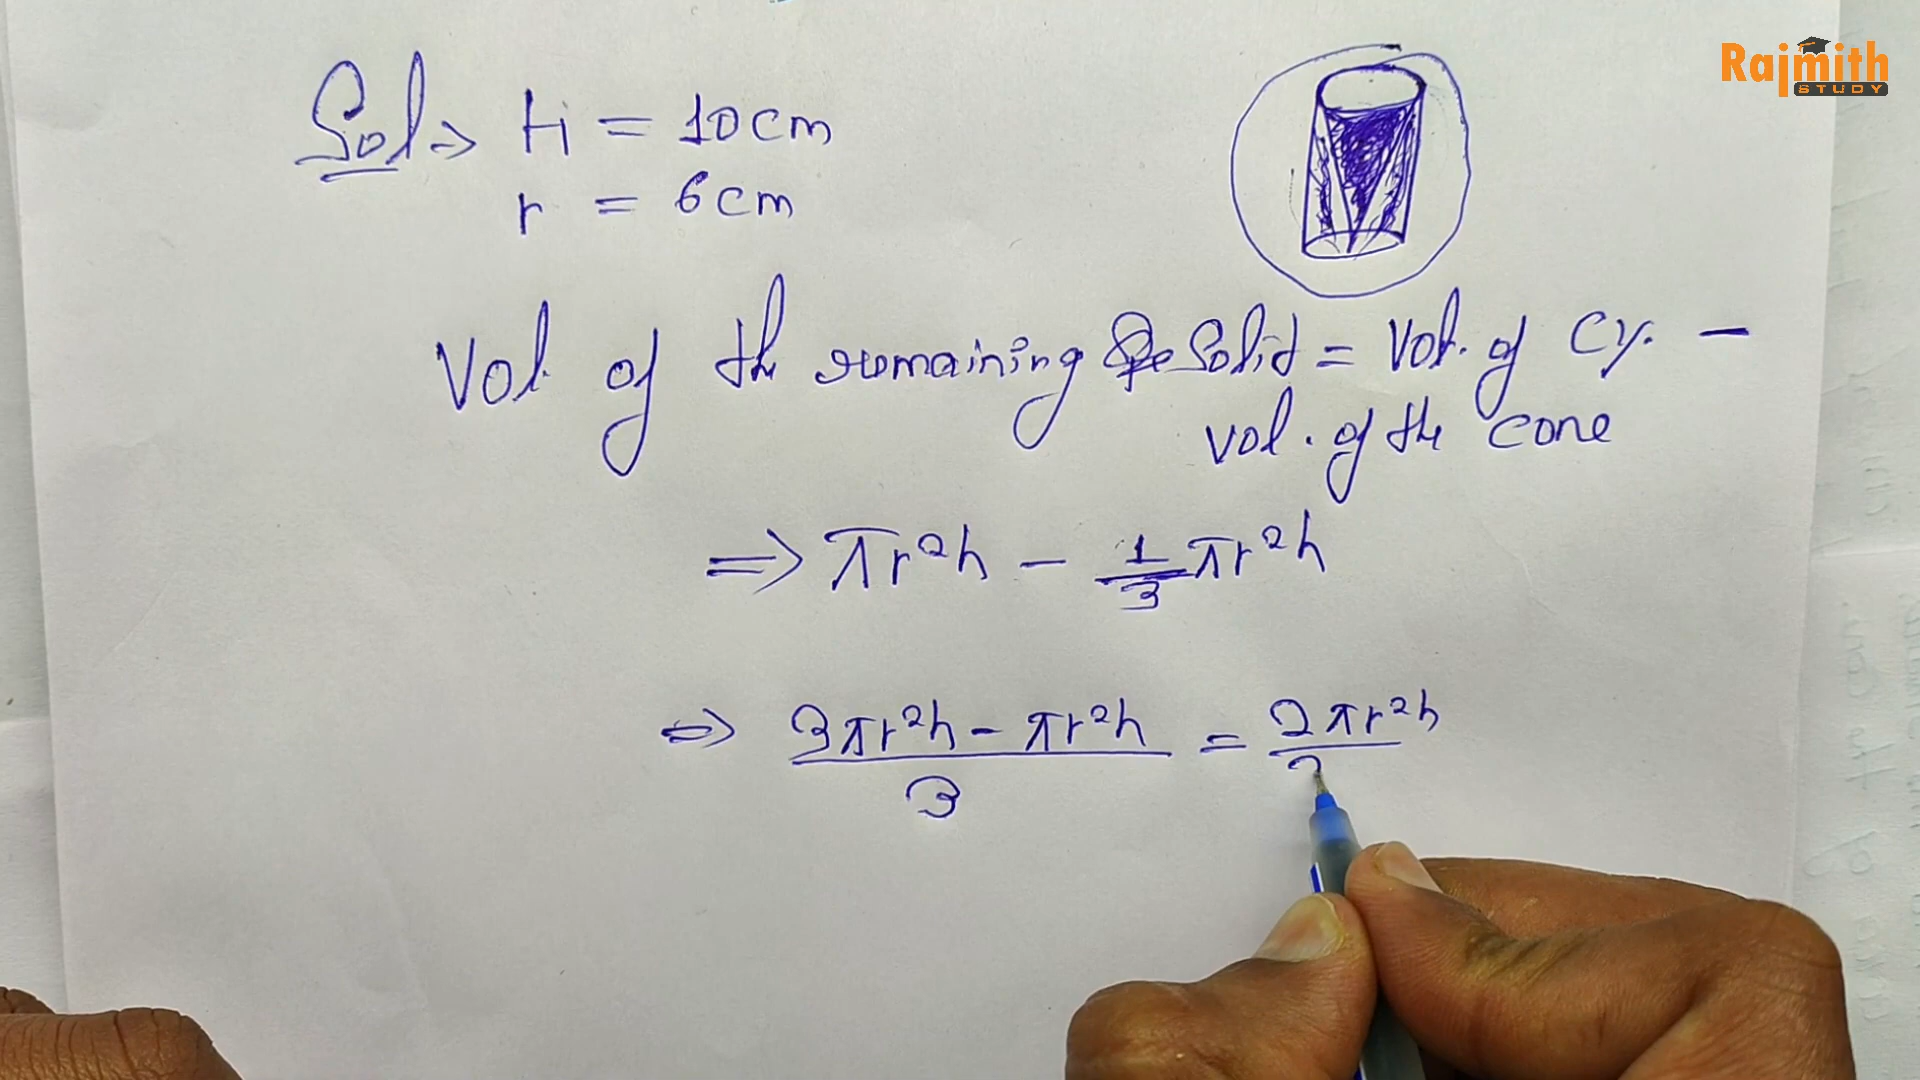 Rajmith
STUDY
Sol⇒ H = 10cm
r = 6cm
Vol. of the remaining Solid = Vol. of Cy. –
vol. of the cone
⇒ πr²h – 1/3 πr²h
⇒ 3πr²h – πr²h / 3 = 2πr²h